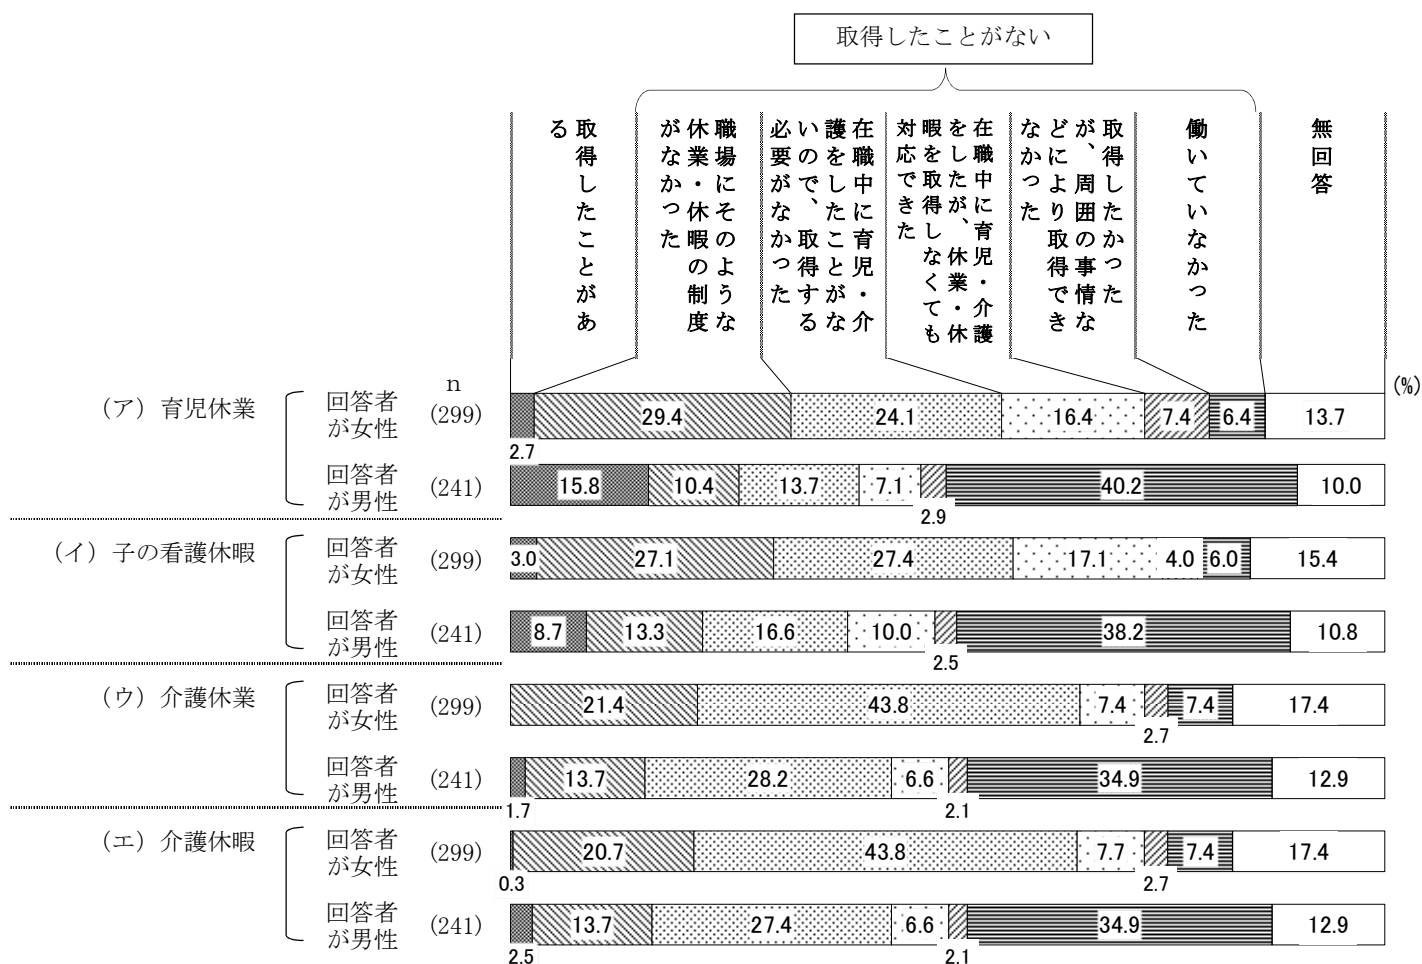 取得したことがない
取得したことがあ
る
職場にそのような
休業・休暇の制度
がなかった
在職中に育児・介
護をしたことがな
いので、取得する
必要がなかった
在職中に育児・介護
をしたが、休業・休
暇を取得しなくても
対応できた
取得したかった
が、周囲の事情な
どにより取得でき
なかった
働いていなかった
無回答
n
(%)
(ア) 育児休業
回答者
が女性
(299)
2.7
29.4
24.1
16.4
7.4
6.4
13.7
回答者
が男性
(241)
15.8
10.4
13.7
7.1
2.9
40.2
10.0
(イ) 子の看護休暇
回答者
が女性
(299)
3.0
27.1
27.4
17.1
4.0
6.0
15.4
回答者
が男性
(241)
8.7
13.3
16.6
10.0
2.5
38.2
10.8
(ウ) 介護休業
回答者
が女性
(299)
21.4
43.8
7.4
2.7
7.4
17.4
回答者
が男性
(241)
1.7
13.7
28.2
6.6
2.1
34.9
12.9
(エ) 介護休暇
回答者
が女性
(299)
0.3
20.7
43.8
7.7
2.7
7.4
17.4
回答者
が男性
(241)
2.5
13.7
27.4
6.6
2.1
34.9
12.9